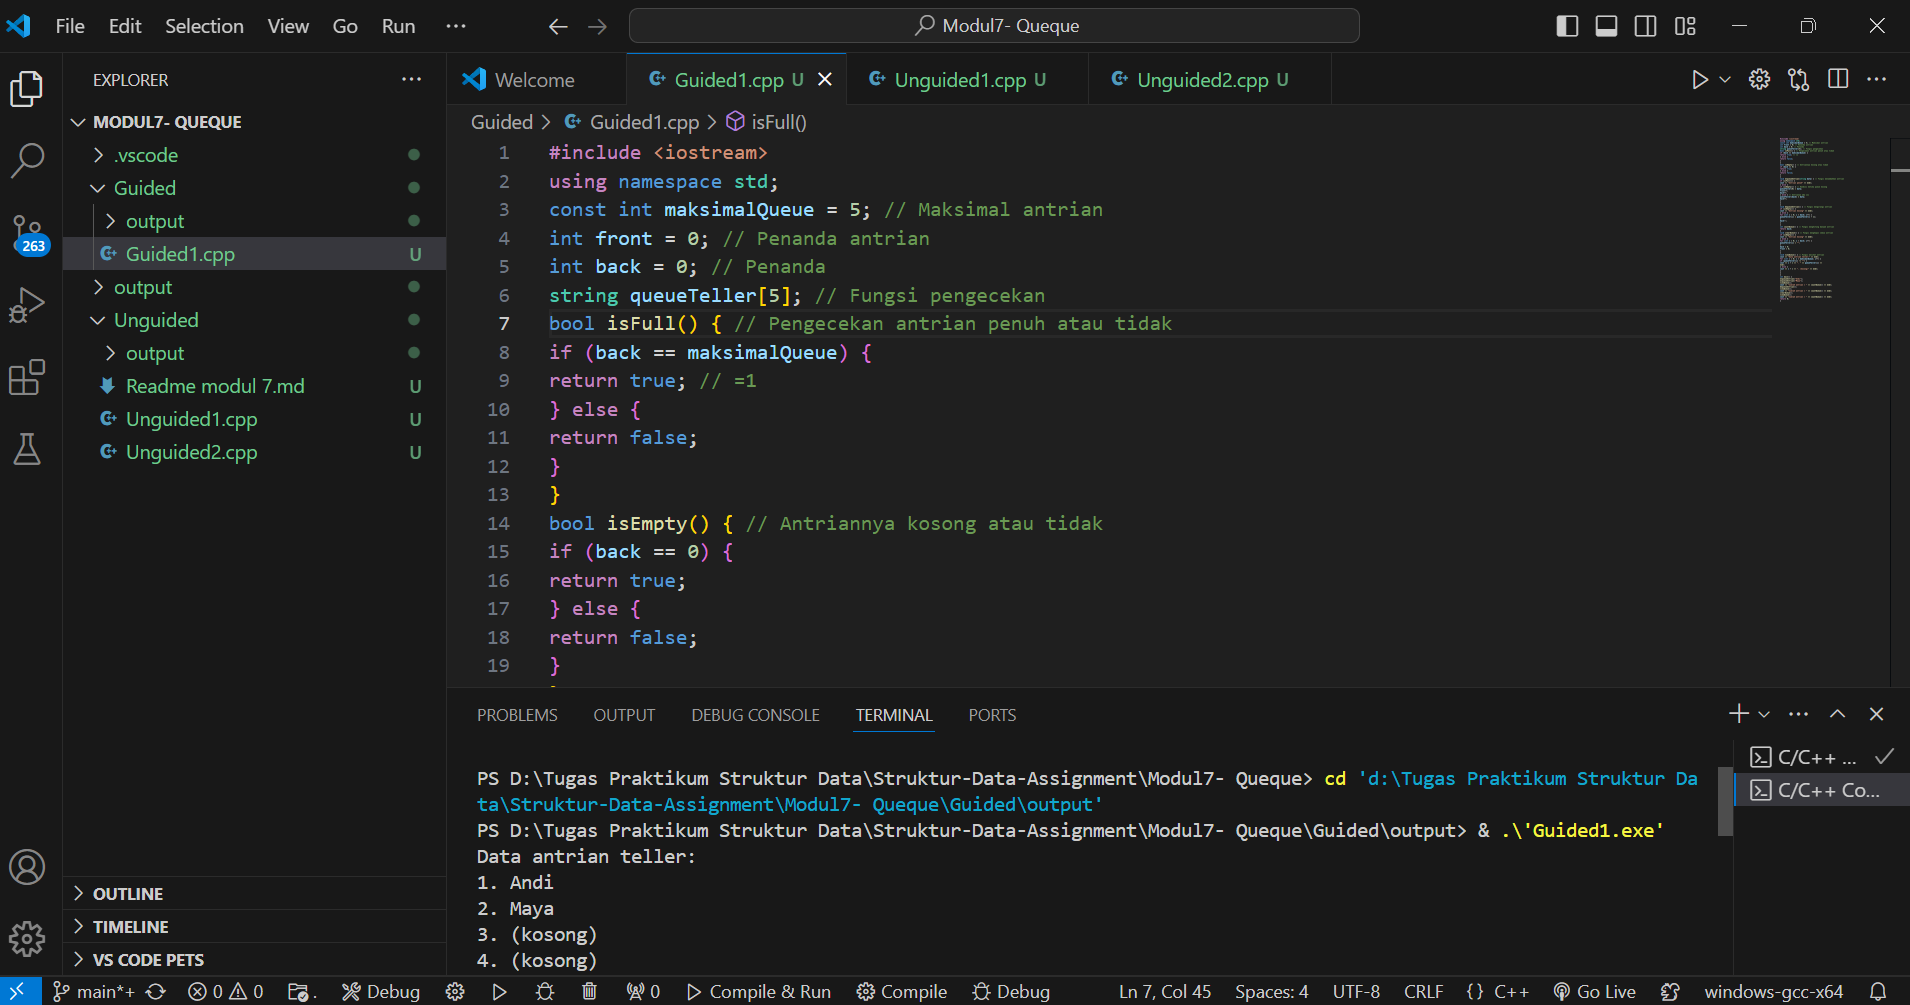 File Edit Selection View Go Run ··· Modul7- Queque
EXPLORER ···
MODUL7- QUEQUE
.vscode
Guided
output
Guided1.cpp U
output
Unguided
output
Readme modul 7.md U
Unguided1.cpp U
Unguided2.cpp U
OUTLINE
TIMELINE
VS CODE PETS
263
Welcome Guided1.cpp U Unguided1.cpp U Unguided2.cpp U
Guided > Guided1.cpp > isFull()
1 #include <iostream>
2 using namespace std;
3 const int maksimalQueue = 5; // Maksimal antrian
4 int front = 0; // Penanda antrian
5 int back = 0; // Penanda
6 string queueTeller[5]; // Fungsi pengecekan
7 bool isFull() { // Pengecekan antrian penuh atau tidak
8 if (back == maksimalQueue) {
9 return true; // =1
10 } else {
11 return false;
12 }
13 }
14 bool isEmpty() { // Antriannya kosong atau tidak
15 if (back == 0) {
16 return true;
17 } else {
18 return false;
19 }
PROBLEMS OUTPUT DEBUG CONSOLE TERMINAL PORTS
PS D:\Tugas Praktikum Struktur Data\Struktur-Data-Assignment\Modul7- Queque> cd 'd:\Tugas Praktikum Struktur Da
ta\Struktur-Data-Assignment\Modul7- Queque\Guided\output'
PS D:\Tugas Praktikum Struktur Data\Struktur-Data-Assignment\Modul7- Queque\Guided\output> & .\'Guided1.exe'
Data antrian teller:
1. Andi
2. Maya
3. (kosong)
4. (kosong)
C/C++ ...
C/C++ Co...
main*+ 0 0 . Debug 0 Compile & Run Compile Debug Ln 7, Col 45 Spaces: 4 UTF-8 CRLF {} C++ Go Live windows-gcc-x64